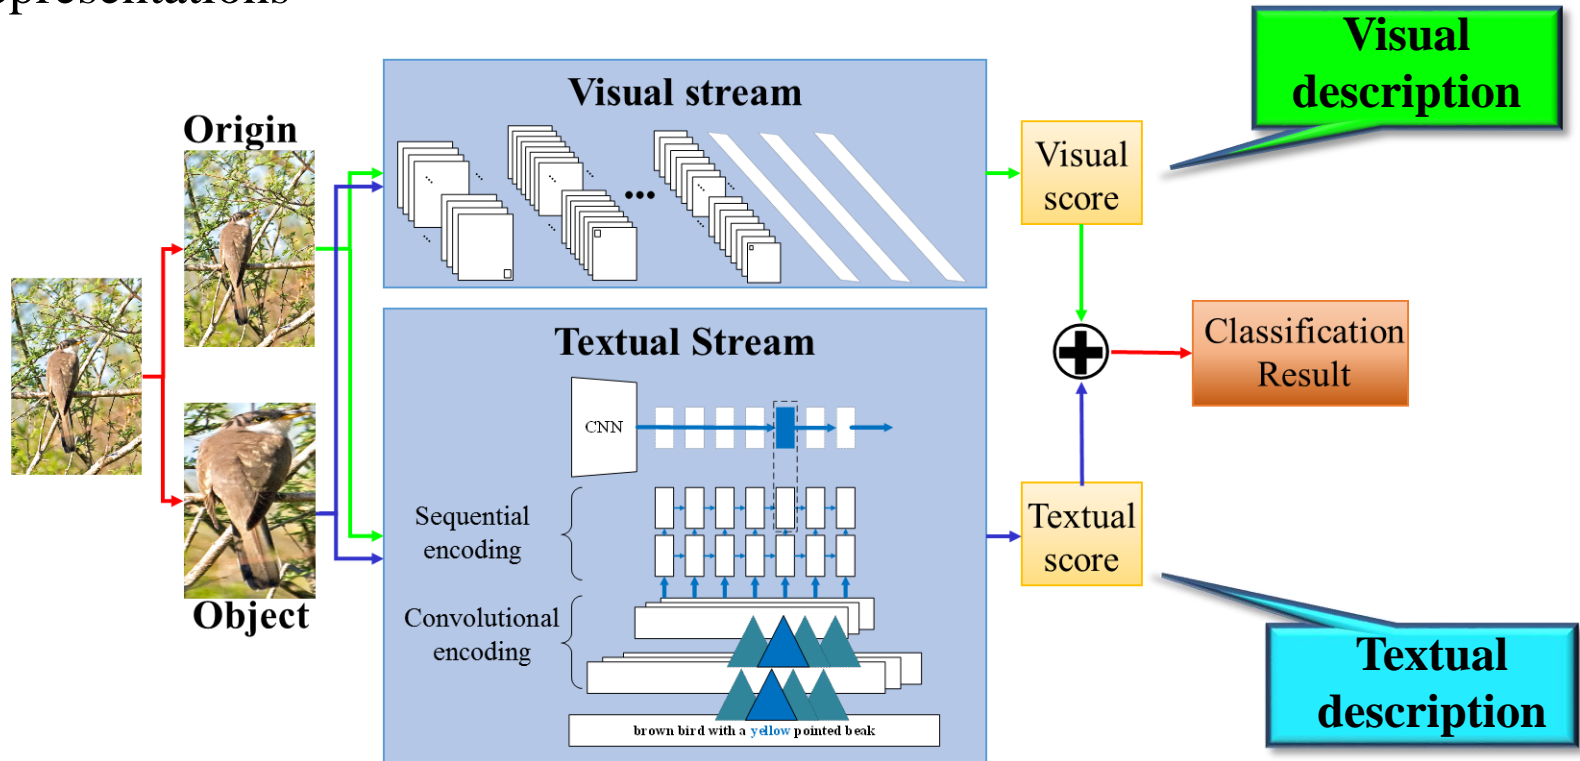 Visual
description
Visual stream
Origin
Visual
score
...
Textual Stream
Classification
Result
CNN
Sequential
encoding
Textual
score
Object
Convolutional
encoding
Textual
description
brown bird with a yellow pointed beak